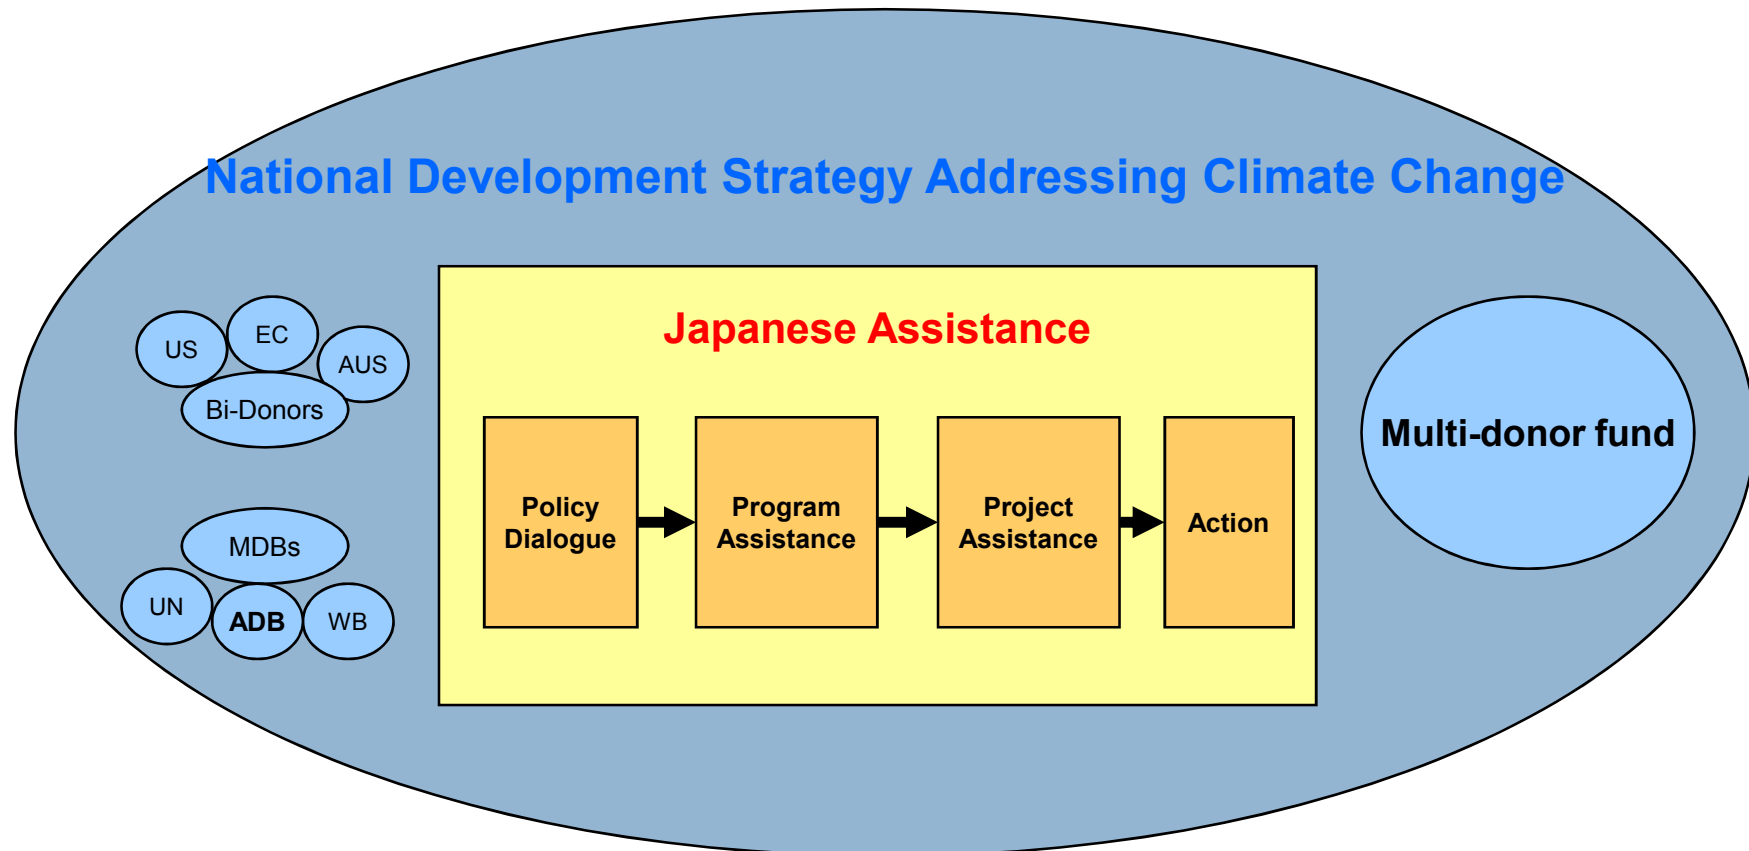 National Development Strategy Addressing Climate Change
US
EC
AUS
Bi-Donors
MDBs
UN
ADB
WB
Japanese Assistance
Policy
Dialogue
Program
Assistance
Project
Assistance
Action
Multi-donor fund